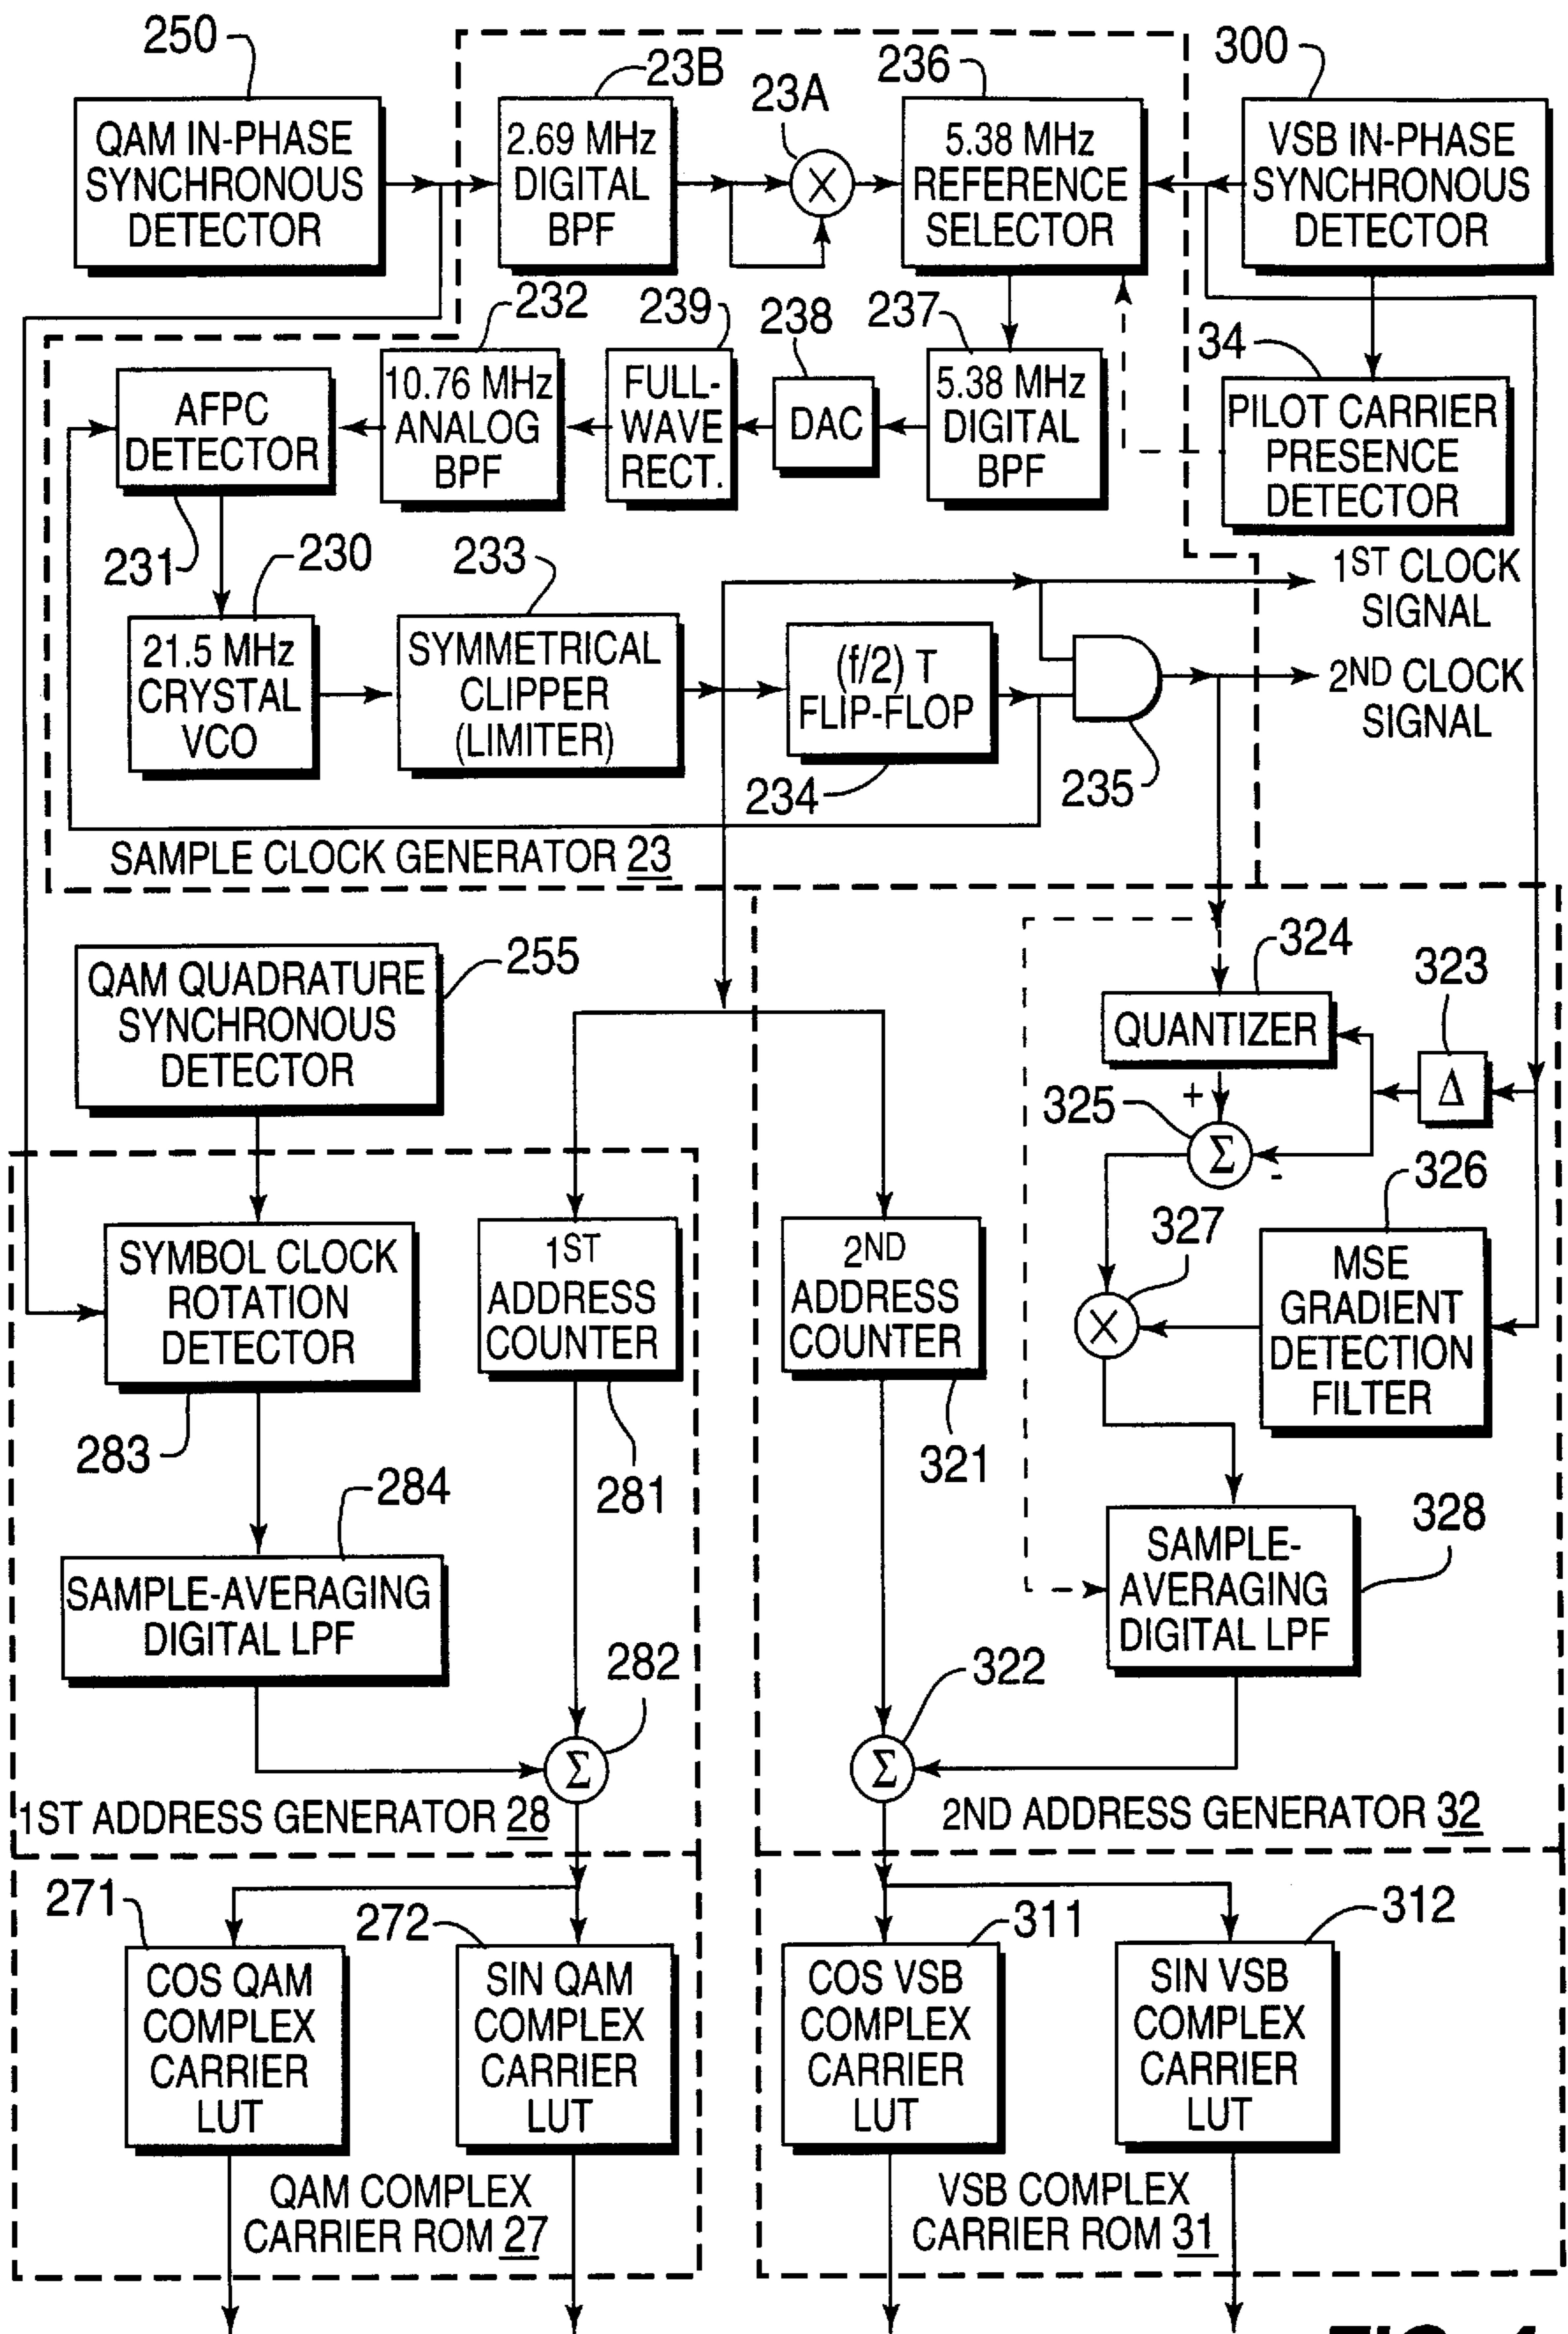 250
23B
23A
236
300
QAM IN-PHASE
SYNCHRONOUS
DETECTOR
2.69 MHz
DIGITAL
BPF
X
5.38 MHz
REFERENCE
SELECTOR
VSB IN-PHASE
SYNCHRONOUS
DETECTOR
232
239
238
237
34
AFPC
DETECTOR
10.76 MHz
ANALOG
BPF
FULL-
WAVE
RECT.
DAC
5.38 MHz
DIGITAL
BPF
PILOT CARRIER
PRESENCE
DETECTOR
231
230
233
1ST CLOCK
SIGNAL
21.5 MHz
CRYSTAL
VCO
SYMMETRICAL
CLIPPER
(LIMITER)
(f/2) T
FLIP-FLOP
2ND CLOCK
SIGNAL
234
235
SAMPLE CLOCK GENERATOR 23
255
324
323
QAM QUADRATURE
SYNCHRONOUS
DETECTOR
QUANTIZER
Δ
325
+
Σ
-
326
327
SYMBOL CLOCK
ROTATION
DETECTOR
1ST
ADDRESS
COUNTER
2ND
ADDRESS
COUNTER
X
MSE
GRADIENT
DETECTION
FILTER
283
281
321
284
328
SAMPLE-AVERAGING
DIGITAL LPF
SAMPLE-
AVERAGING
DIGITAL LPF
282
322
Σ
Σ
1ST ADDRESS GENERATOR 28
2ND ADDRESS GENERATOR 32
271
272
311
312
COS QAM
COMPLEX
CARRIER
LUT
SIN QAM
COMPLEX
CARRIER
LUT
COS VSB
COMPLEX
CARRIER
LUT
SIN VSB
COMPLEX
CARRIER
LUT
QAM COMPLEX
CARRIER ROM 27
VSB COMPLEX
CARRIER ROM 31